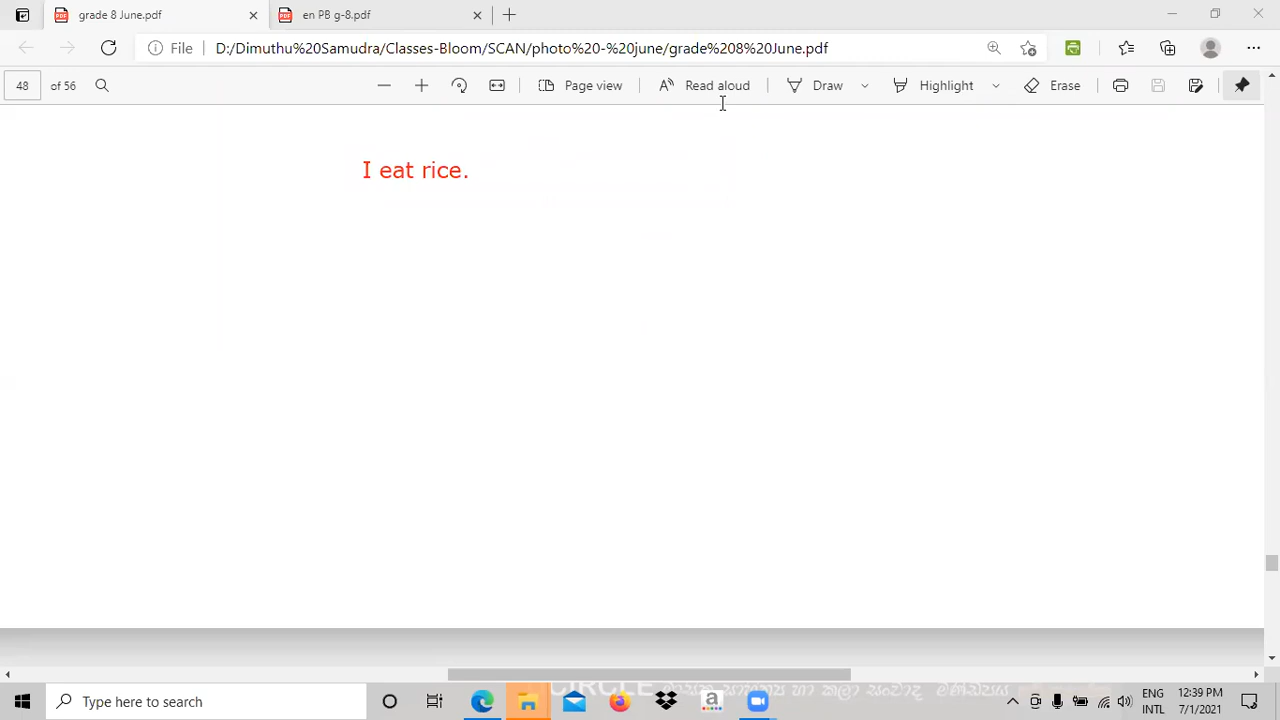 grade 8 June.pdf
en PB g-8.pdf
File
D:/Dimuthu%20Samudra/Classes-Bloom/SCAN/photo%20-%20june/grade%208%20June.pdf
48 of 56
Page view
Read aloud
Draw
Highlight
Erase
I eat rice.
CIRCLE
Type here to search
ENG
INTL
12:39 PM
7/1/2021